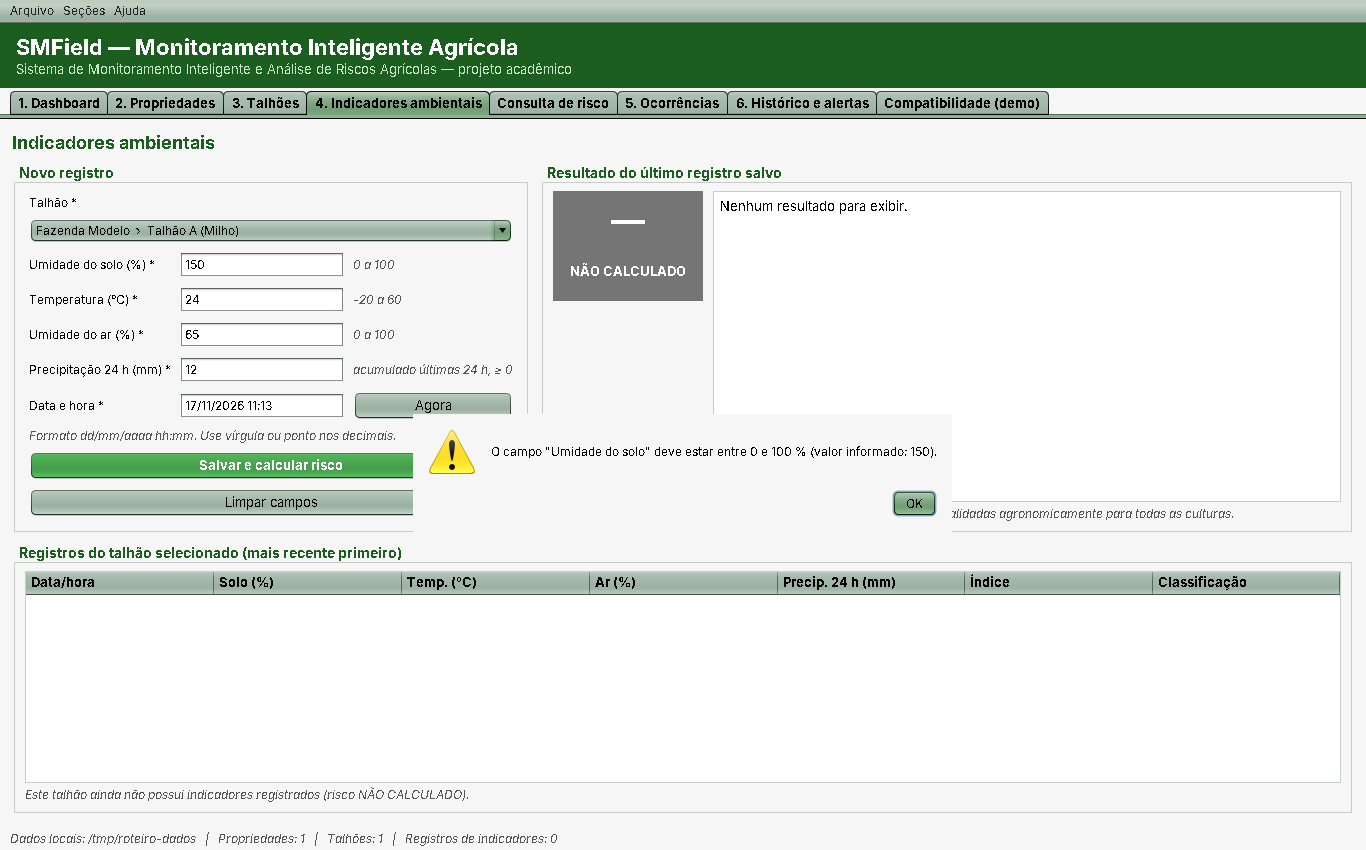 Arquivo Seções Ajuda
SMField — Monitoramento Inteligente Agrícola
Sistema de Monitoramento Inteligente e Análise de Riscos Agrícolas — projeto acadêmico
1. Dashboard 2. Propriedades 3. Talhões 4. Indicadores ambientais Consulta de risco 5. Ocorrências 6. Histórico e alertas Compatibilidade (demo)
Indicadores ambientais
Novo registro
Talhão *
Fazenda Modelo › Talhão A (Milho)
Umidade do solo (%) * 150 0 a 100
Temperatura (°C) * 24 -20 a 60
Umidade do ar (%) * 65 0 a 100
Precipitação 24 h (mm) * 12 acumulado últimas 24 h, ≥ 0
Data e hora * 17/11/2026 11:13 Agora
Formato dd/mm/aaaa hh:mm. Use vírgula ou ponto nos decimais.
Salvar e calcular risco
Limpar campos
Resultado do último registro salvo
—
NÃO CALCULADO
Nenhum resultado para exibir.
O campo "Umidade do solo" deve estar entre 0 e 100 % (valor informado: 150).
OK
agronomicamente para todas as culturas.
Registros do talhão selecionado (mais recente primeiro)
Data/hora Solo (%) Temp. (°C) Ar (%) Precip. 24 h (mm) Índice Classificação
Este talhão ainda não possui indicadores registrados (risco NÃO CALCULADO).
Dados locais: /tmp/roteiro-dados | Propriedades: 1 | Talhões: 1 | Registros de indicadores: 0